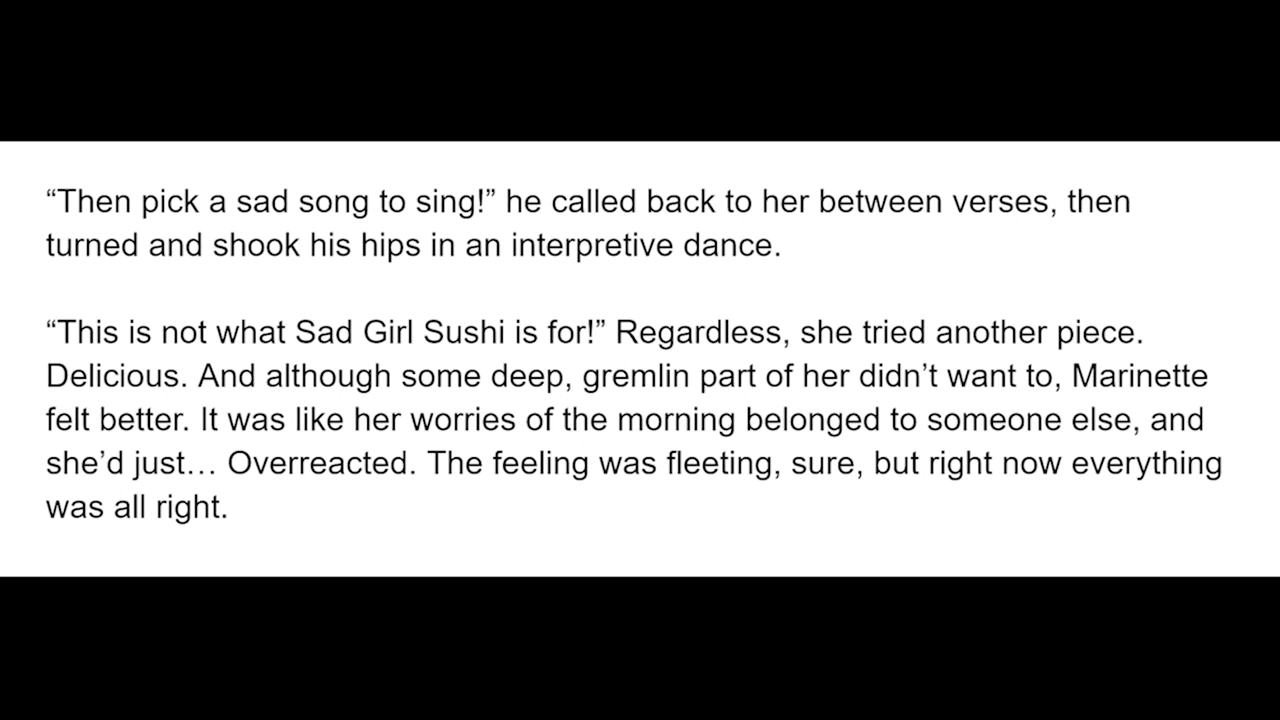 “Then pick a sad song to sing!” he called back to her between verses, then
turned and shook his hips in an interpretive dance.
“This is not what Sad Girl Sushi is for!” Regardless, she tried another piece.
Delicious. And although some deep, gremlin part of her didn’t want to, Marinette
felt better. It was like her worries of the morning belonged to someone else, and
she’d just… Overreacted. The feeling was fleeting, sure, but right now everything
was all right.